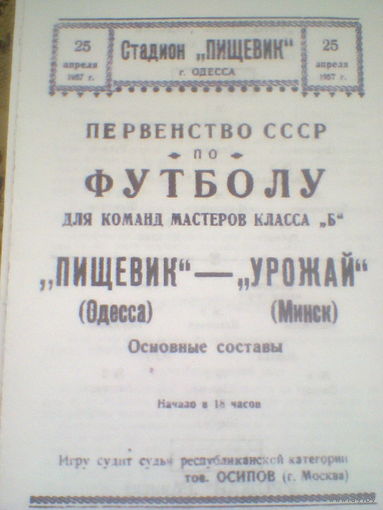 25 Стадион „ПИЩЕВИК“ 25
апреля г. ОДЕССА апреля
1957 г. 1957 г.
ПЕРВЕНСТВО СССР
ПО
ФУТБОЛУ
ДЛЯ КОМАНД МАСТЕРОВ КЛАССА „Б“
„ПИЩЕВИК“ — „УРОЖАЙ“
(Одесса) (Минск)
Основные составы
Начало в 18 часов
Игру судит судья республиканской категории
тов. ОСИПОВ (г. Москва)